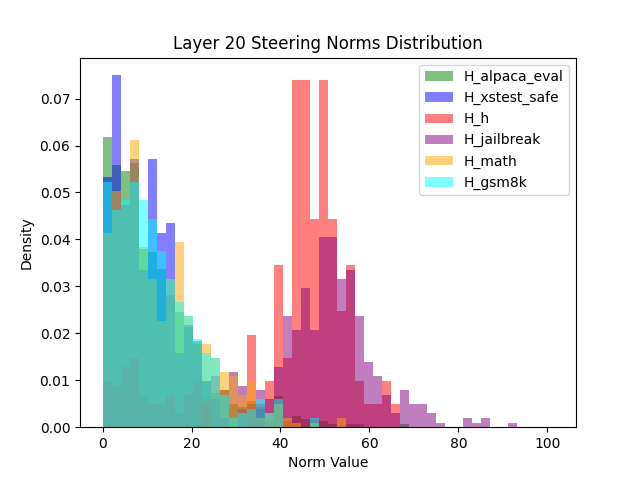 Layer 20 Steering Norms Distribution
H_alpaca_eval
H_xstest_safe
H_h
H_jailbreak
H_math
H_gsm8k
Density
0.07
0.06
0.05
0.04
0.03
0.02
0.01
0.00
0 20 40 60 80 100
Norm Value